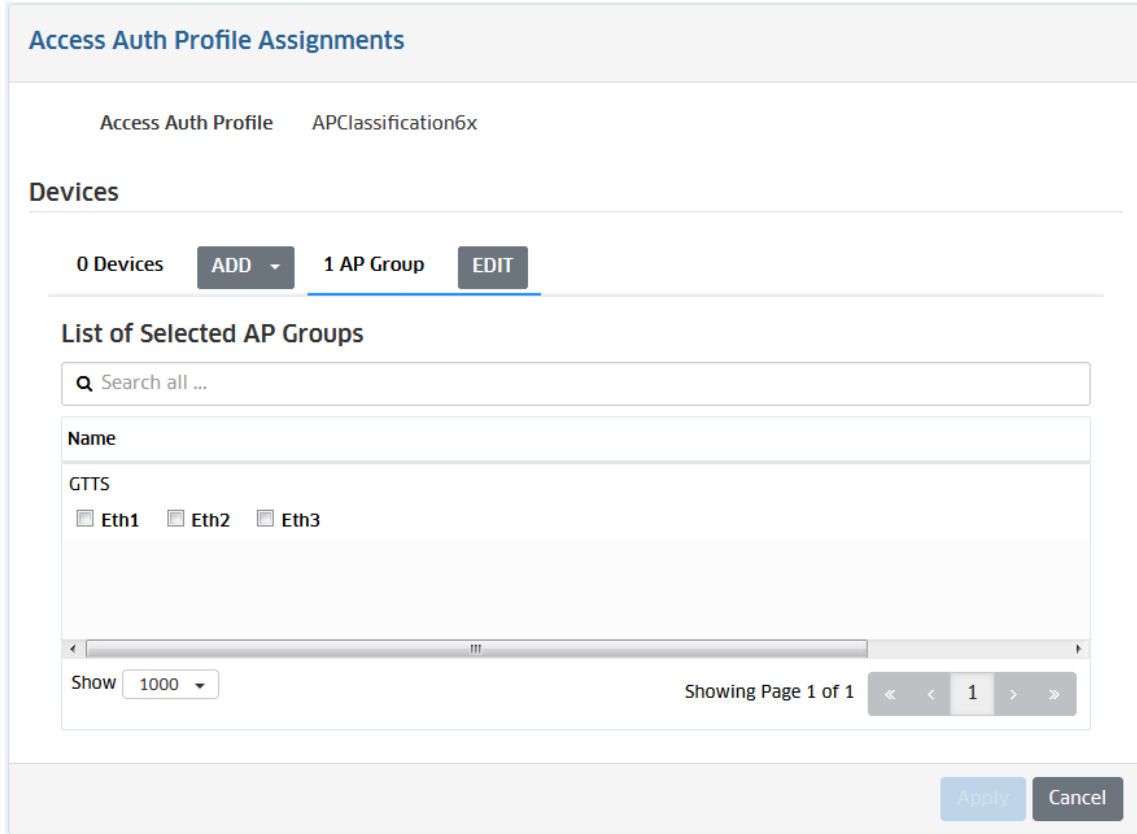 Access Auth Profile Assignments
Access Auth Profile APClassification6x
Devices
0 Devices ADD 1 AP Group EDIT
List of Selected AP Groups
Search all ...
Name
GTTS
Eth1 Eth2 Eth3
Show 1000 Showing Page 1 of 1 « < 1 > »
Apply Cancel